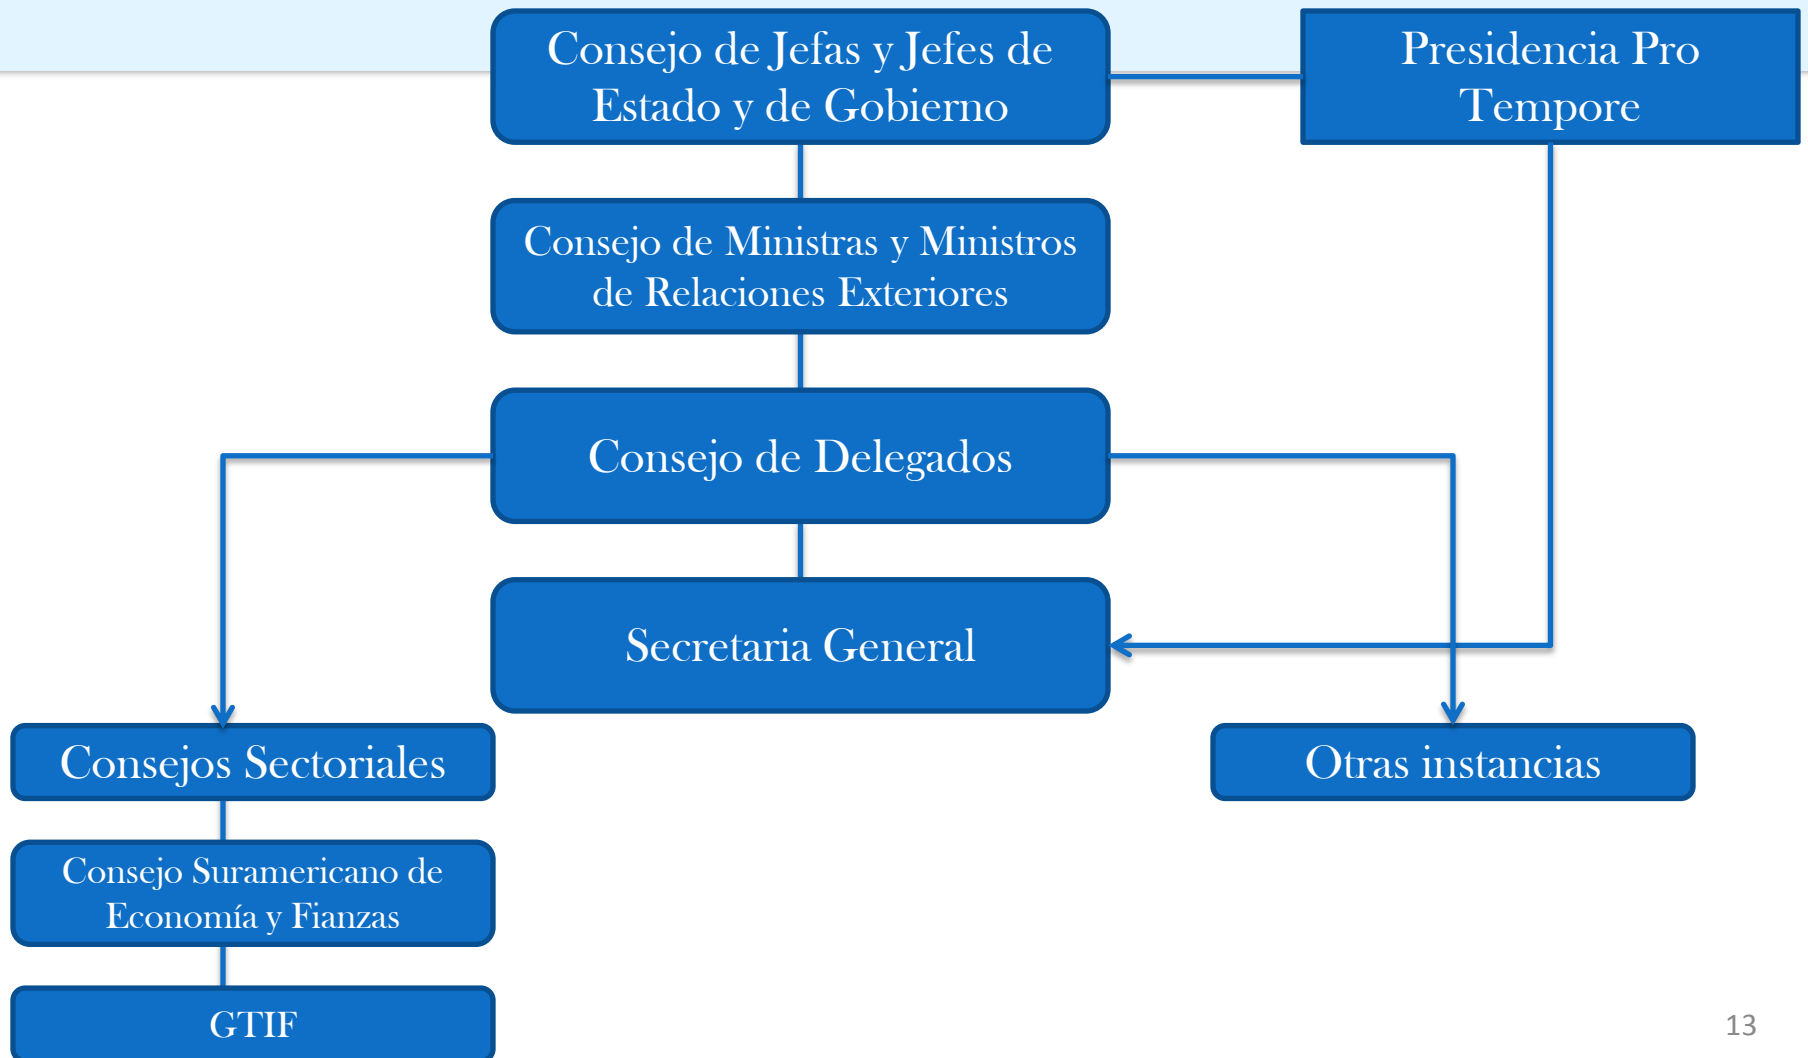 Consejo de Jefas y Jefes de
Estado y de Gobierno
Presidencia Pro
Tempore
Consejo de Ministras y Ministros
de Relaciones Exteriores
Consejo de Delegados
Secretaria General
Consejos Sectoriales
Otras instancias
Consejo Suramericano de
Economía y Fianzas
GTIF
13